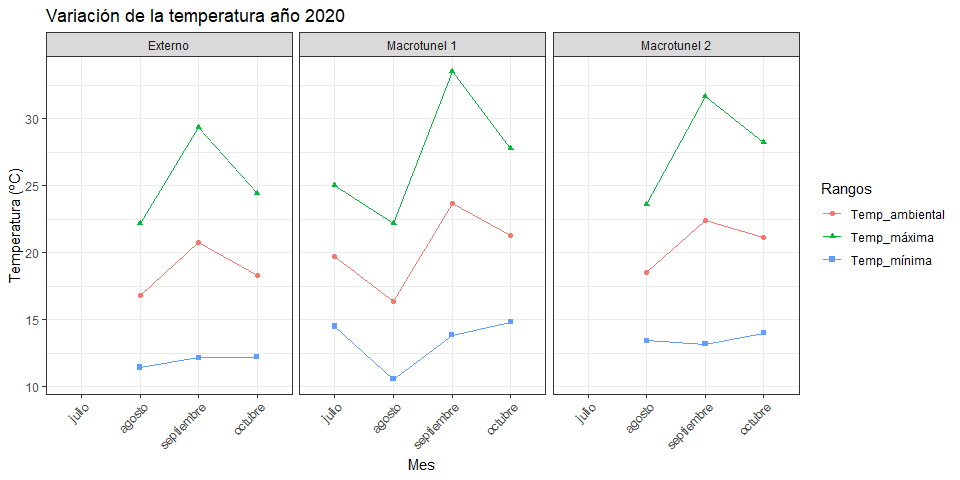 Variación de la temperatura año 2020
Externo
Macrotunel 1
Macrotunel 2
Temperatura (ºC)
30
25
20
15
10
julio
agosto
septiembre
octubre
julio
agosto
septiembre
octubre
julio
agosto
septiembre
octubre
Mes
Rangos
Temp_ambiental
Temp_máxima
Temp_mínima